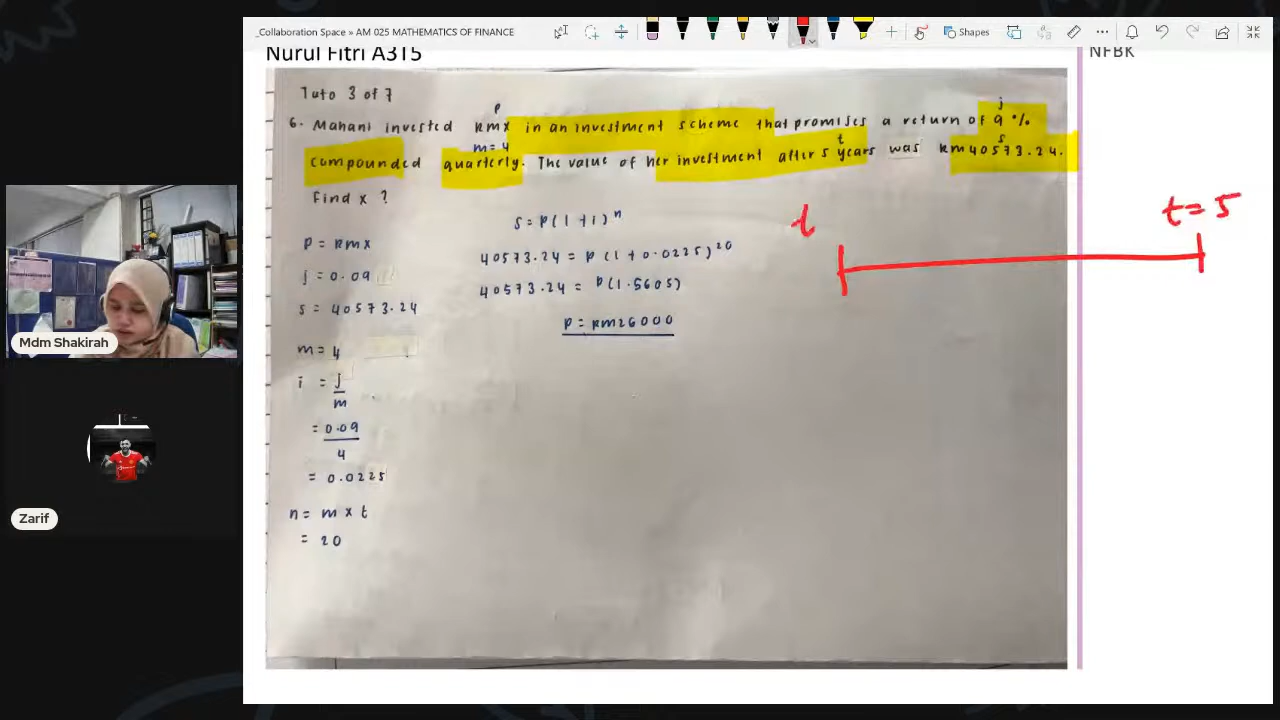 _Collaboration Space » AM 025 MATHEMATICS OF FINANCE
Shapes
Nurul Fitri A3T5
NFBK
Tuto 3 of 7
P
j
6. Mahani invested RMx in an investment scheme that promises a return of 9 %
m=4
t
s
compounded quarterly. The value of her investment after 5 years was RM40573.24.
Find x ?
P = RMx
j = 0.09
s = 40573.24
m = 4
i = j
m
= 0.09
4
= 0.0225
n = m x t
= 20
s = P(1+i)^n
40573.24 = P (1+0.0225)^20
40573.24 = P(1.5605)
P = RM26000
t
t = 5
Mdm Shakirah
Zarif